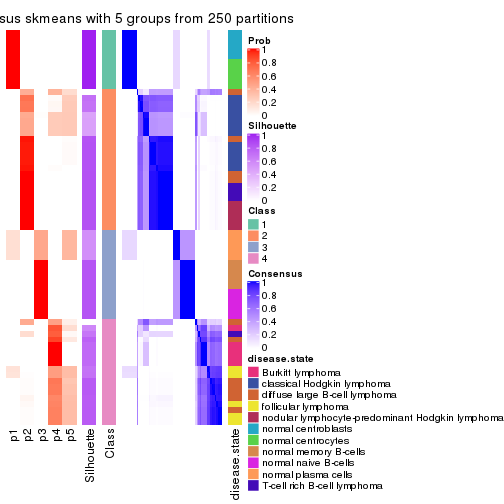 sus skmeans with 5 groups from 250 partitions
Prob
1
0.8
0.6
0.4
0.2
0
Silhouette
1
0.8
0.6
0.4
0.2
0
Class
1
2
3
4
Consensus
1
0.8
0.6
0.4
0.2
0
disease.state
Burkitt lymphoma
classical Hodgkin lymphoma
diffuse large B-cell lymphoma
follicular lymphoma
nodular lymphocyte-predominant Hodgkin lymphoma
normal centroblasts
normal centrocytes
normal memory B-cells
normal naive B-cells
normal plasma cells
T-cell rich B-cell lymphoma
p1
p2
p3
p4
p5
Silhouette
Class
disease.state